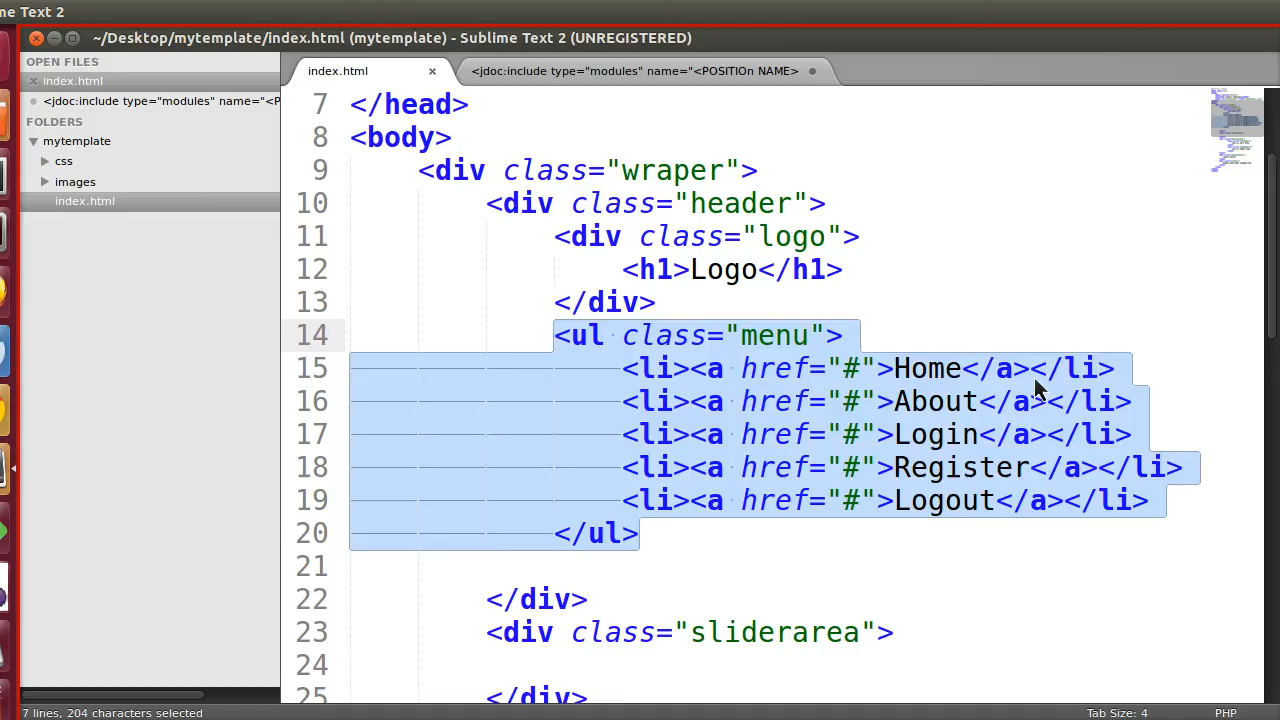 me Text 2
~/Desktop/mytemplate/index.html (mytemplate) - Sublime Text 2 (UNREGISTERED)
OPEN FILES
index.html
<jdoc:include type="modules" name="<P
FOLDERS
mytemplate
css
images
index.html
index.html
<jdoc:include type="modules" name="<POSITIOn NAME>
7 </head>
8 <body>
9 <div class="wraper">
10 <div class="header">
11 <div class="logo">
12 <h1>Logo</h1>
13 </div>
14 <ul class="menu">
15 <li><a href="#">Home</a></li>
16 <li><a href="#">About</a></li>
17 <li><a href="#">Login</a></li>
18 <li><a href="#">Register</a></li>
19 <li><a href="#">Logout</a></li>
20 </ul>
21
22 </div>
23 <div class="sliderarea">
24
25 </div>
7 lines, 204 characters selected
Tab Size: 4
PHP